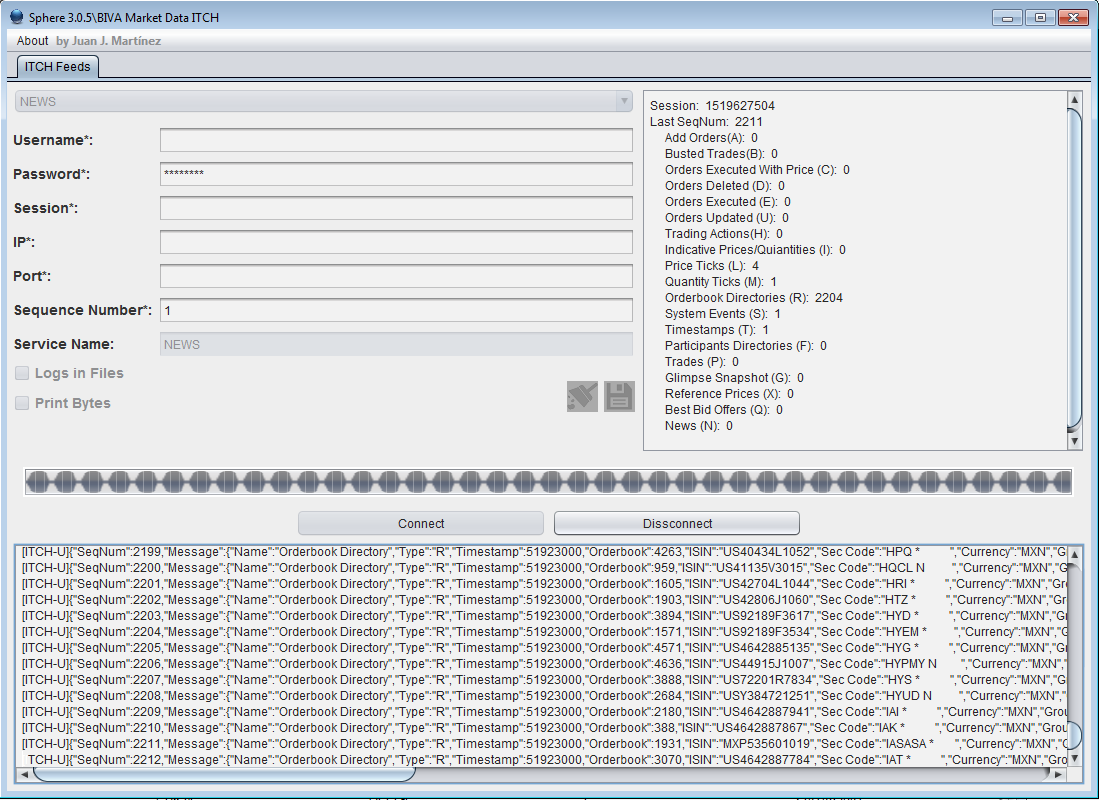 Sphere 3.0.5\BIVA Market Data ITCH
About by Juan J. Martínez
ITCH Feeds
NEWS
Username*:
Password*: ********
Session*:
IP*:
Port*:
Sequence Number*: 1
Service Name: NEWS
Logs in Files
Print Bytes
Session: 1519627504
Last SeqNum: 2211
Add Orders(A): 0
Busted Trades(B): 0
Orders Executed With Price (C): 0
Orders Deleted (D): 0
Orders Executed (E): 0
Orders Updated (U): 0
Trading Actions(H): 0
Indicative Prices/Quiantities (I): 0
Price Ticks (L): 4
Quantity Ticks (M): 1
Orderbook Directories (R): 2204
System Events (S): 1
Timestamps (T): 1
Participants Directories (F): 0
Trades (P): 0
Glimpse Snapshot (G): 0
Reference Prices (X): 0
Best Bid Offers (Q): 0
News (N): 0
Connect Dissconnect
[ITCH-U]{"SeqNum":2199,"Message":{"Name":"Orderbook Directory","Type":"R","Timestamp":51923000,"Orderbook":4263,"ISIN":"US40434L1052","Sec Code":"HPQ * ","Currency":"MXN","G
[ITCH-U]{"SeqNum":2200,"Message":{"Name":"Orderbook Directory","Type":"R","Timestamp":51923000,"Orderbook":959,"ISIN":"US41135V3015","Sec Code":"HQCL N ","Currency":"MXN","G
[ITCH-U]{"SeqNum":2201,"Message":{"Name":"Orderbook Directory","Type":"R","Timestamp":51923000,"Orderbook":1605,"ISIN":"US42704L1044","Sec Code":"HRI * ","Currency":"MXN","Gro
[ITCH-U]{"SeqNum":2202,"Message":{"Name":"Orderbook Directory","Type":"R","Timestamp":51923000,"Orderbook":1903,"ISIN":"US42806J1060","Sec Code":"HTZ * ","Currency":"MXN","Gro
[ITCH-U]{"SeqNum":2203,"Message":{"Name":"Orderbook Directory","Type":"R","Timestamp":51923000,"Orderbook":3894,"ISIN":"US92189F3617","Sec Code":"HYD * ","Currency":"MXN","Gr
[ITCH-U]{"SeqNum":2204,"Message":{"Name":"Orderbook Directory","Type":"R","Timestamp":51923000,"Orderbook":1571,"ISIN":"US92189F3534","Sec Code":"HYEM * ","Currency":"MXN","G
[ITCH-U]{"SeqNum":2205,"Message":{"Name":"Orderbook Directory","Type":"R","Timestamp":51923000,"Orderbook":4571,"ISIN":"US4642885135","Sec Code":"HYG * ","Currency":"MXN","Gr
[ITCH-U]{"SeqNum":2206,"Message":{"Name":"Orderbook Directory","Type":"R","Timestamp":51923000,"Orderbook":4636,"ISIN":"US44915J1007","Sec Code":"HYPMY N ","Currency":"MXN",
[ITCH-U]{"SeqNum":2207,"Message":{"Name":"Orderbook Directory","Type":"R","Timestamp":51923000,"Orderbook":3888,"ISIN":"US72201R7834","Sec Code":"HYS * ","Currency":"MXN","Gr
[ITCH-U]{"SeqNum":2208,"Message":{"Name":"Orderbook Directory","Type":"R","Timestamp":51923000,"Orderbook":2684,"ISIN":"USY384721251","Sec Code":"HYUD N ","Currency":"MXN","
[ITCH-U]{"SeqNum":2209,"Message":{"Name":"Orderbook Directory","Type":"R","Timestamp":51923000,"Orderbook":2180,"ISIN":"US4642887941","Sec Code":"IAI * ","Currency":"MXN","Grou
[ITCH-U]{"SeqNum":2210,"Message":{"Name":"Orderbook Directory","Type":"R","Timestamp":51923000,"Orderbook":388,"ISIN":"US4642887867","Sec Code":"IAK * ","Currency":"MXN","Grou
[ITCH-U]{"SeqNum":2211,"Message":{"Name":"Orderbook Directory","Type":"R","Timestamp":51923000,"Orderbook":1931,"ISIN":"MXP535601019","Sec Code":"IASASA * ","Currency":"MXN","G
TCH-U]{"SeqNum":2212,"Message":{"Name":"Orderbook Directory","Type":"R","Timestamp":51923000,"Orderbook":3070,"ISIN":"US4642887784","Sec Code":"IAT * ","Currency":"MXN","Gro